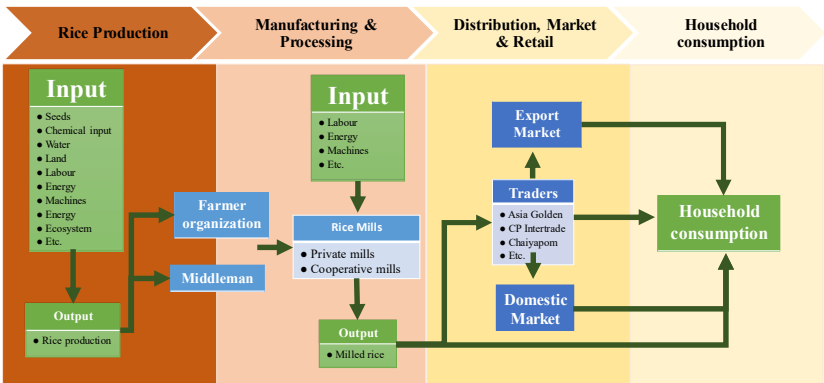 Rice Production
Manufacturing &
Processing
Distribution, Market
& Retail
Household
consumption
Input
● Seeds
● Chemical input
● Water
● Land
● Labour
● Energy
● Machines
● Energy
● Ecosystem
● Etc.
Output
● Rice production
Farmer
organization
Middleman
Input
● Labour
● Energy
● Machines
● Etc.
Rice Mills
● Private mills
● Cooperative mills
Output
● Milled rice
Export
Market
Traders
● Asia Golden
● CP Intertrade
● Chaiyapom
● Etc.
Domestic
Market
Household
consumption